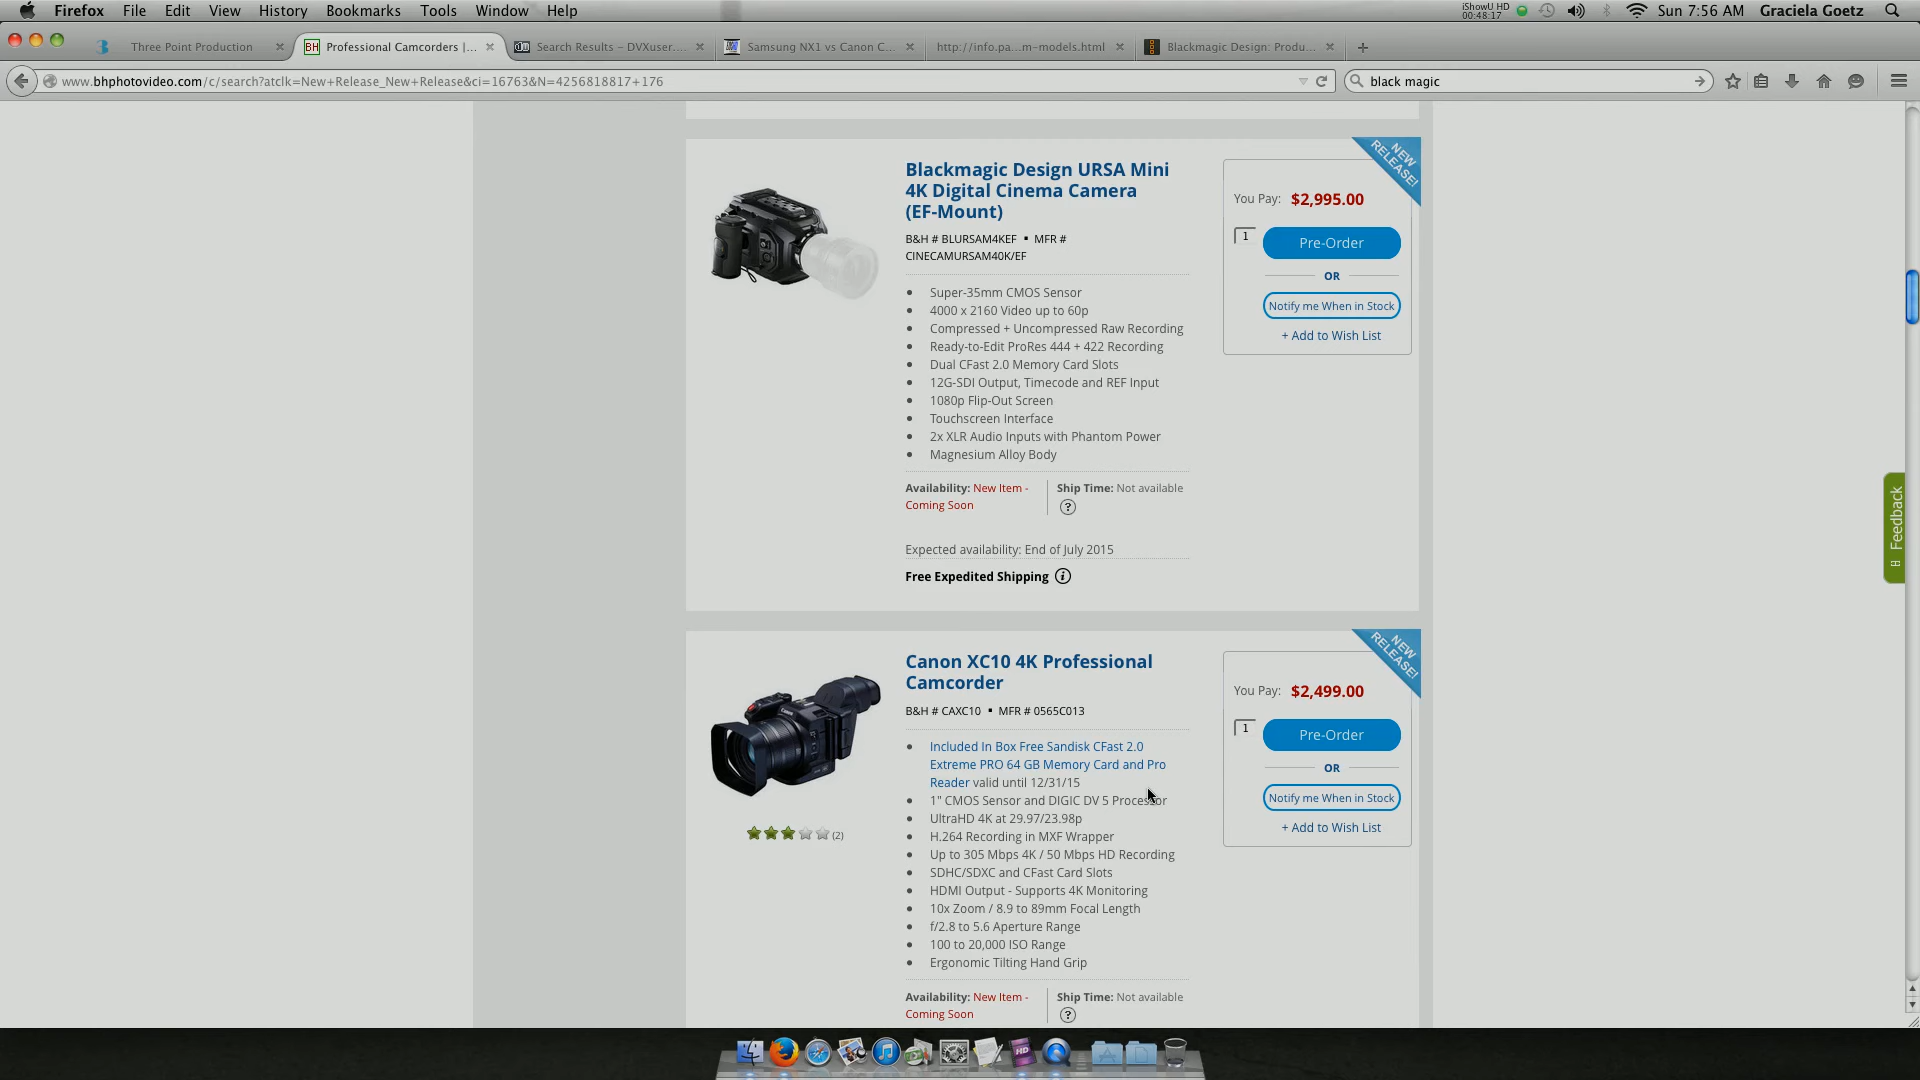 Firefox File Edit View History Bookmarks Tools Window Help iShowU HD 00:48:17 Sun 7:56 AM Graciela Goetz
Three Point Production Professional Camcorders |... Search Results – DVXuser.... Samsung NX1 vs Canon C... http://info.pa...m-models.html Blackmagic Design: Produ...
www.bhphotovideo.com/c/search?atclk=New+Release_New+Release&ci=16763&N=4256818817+176 black magic
Blackmagic Design URSA Mini
4K Digital Cinema Camera
(EF-Mount)
B&H # BLURSAM4KEF ▪ MFR #
CINECAMURSAM40K/EF
• Super-35mm CMOS Sensor
• 4000 x 2160 Video up to 60p
• Compressed + Uncompressed Raw Recording
• Ready-to-Edit ProRes 444 + 422 Recording
• Dual CFast 2.0 Memory Card Slots
• 12G-SDI Output, Timecode and REF Input
• 1080p Flip-Out Screen
• Touchscreen Interface
• 2x XLR Audio Inputs with Phantom Power
• Magnesium Alloy Body
Availability: New Item -
Coming Soon
Ship Time: Not available
?
Expected availability: End of July 2015
Free Expedited Shipping
NEW
RELEASE!
You Pay: $2,995.00
1 Pre-Order
OR
Notify me When in Stock
+ Add to Wish List
Feedback
Canon XC10 4K Professional
Camcorder
B&H # CAXC10 ▪ MFR # 0565C013
• Included In Box Free Sandisk CFast 2.0
Extreme PRO 64 GB Memory Card and Pro
Reader valid until 12/31/15
• 1" CMOS Sensor and DIGIC DV 5 Processor
• UltraHD 4K at 29.97/23.98p
• H.264 Recording in MXF Wrapper
• Up to 305 Mbps 4K / 50 Mbps HD Recording
• SDHC/SDXC and CFast Card Slots
• HDMI Output - Supports 4K Monitoring
• 10x Zoom / 8.9 to 89mm Focal Length
• f/2.8 to 5.6 Aperture Range
• 100 to 20,000 ISO Range
• Ergonomic Tilting Hand Grip
(2)
Availability: New Item -
Coming Soon
Ship Time: Not available
?
NEW
RELEASE!
You Pay: $2,499.00
1 Pre-Order
OR
Notify me When in Stock
+ Add to Wish List
HD